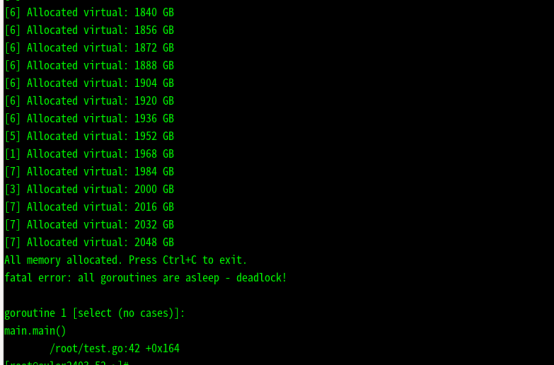 [6] Allocated virtual: 1840 GB
[6] Allocated virtual: 1856 GB
[6] Allocated virtual: 1872 GB
[6] Allocated virtual: 1888 GB
[6] Allocated virtual: 1904 GB
[6] Allocated virtual: 1920 GB
[6] Allocated virtual: 1936 GB
[5] Allocated virtual: 1952 GB
[1] Allocated virtual: 1968 GB
[7] Allocated virtual: 1984 GB
[3] Allocated virtual: 2000 GB
[7] Allocated virtual: 2016 GB
[7] Allocated virtual: 2032 GB
[7] Allocated virtual: 2048 GB
All memory allocated. Press Ctrl+C to exit.
fatal error: all goroutines are asleep - deadlock!
goroutine 1 [select (no cases)]:
main.main()
/root/test.go:42 +0x164